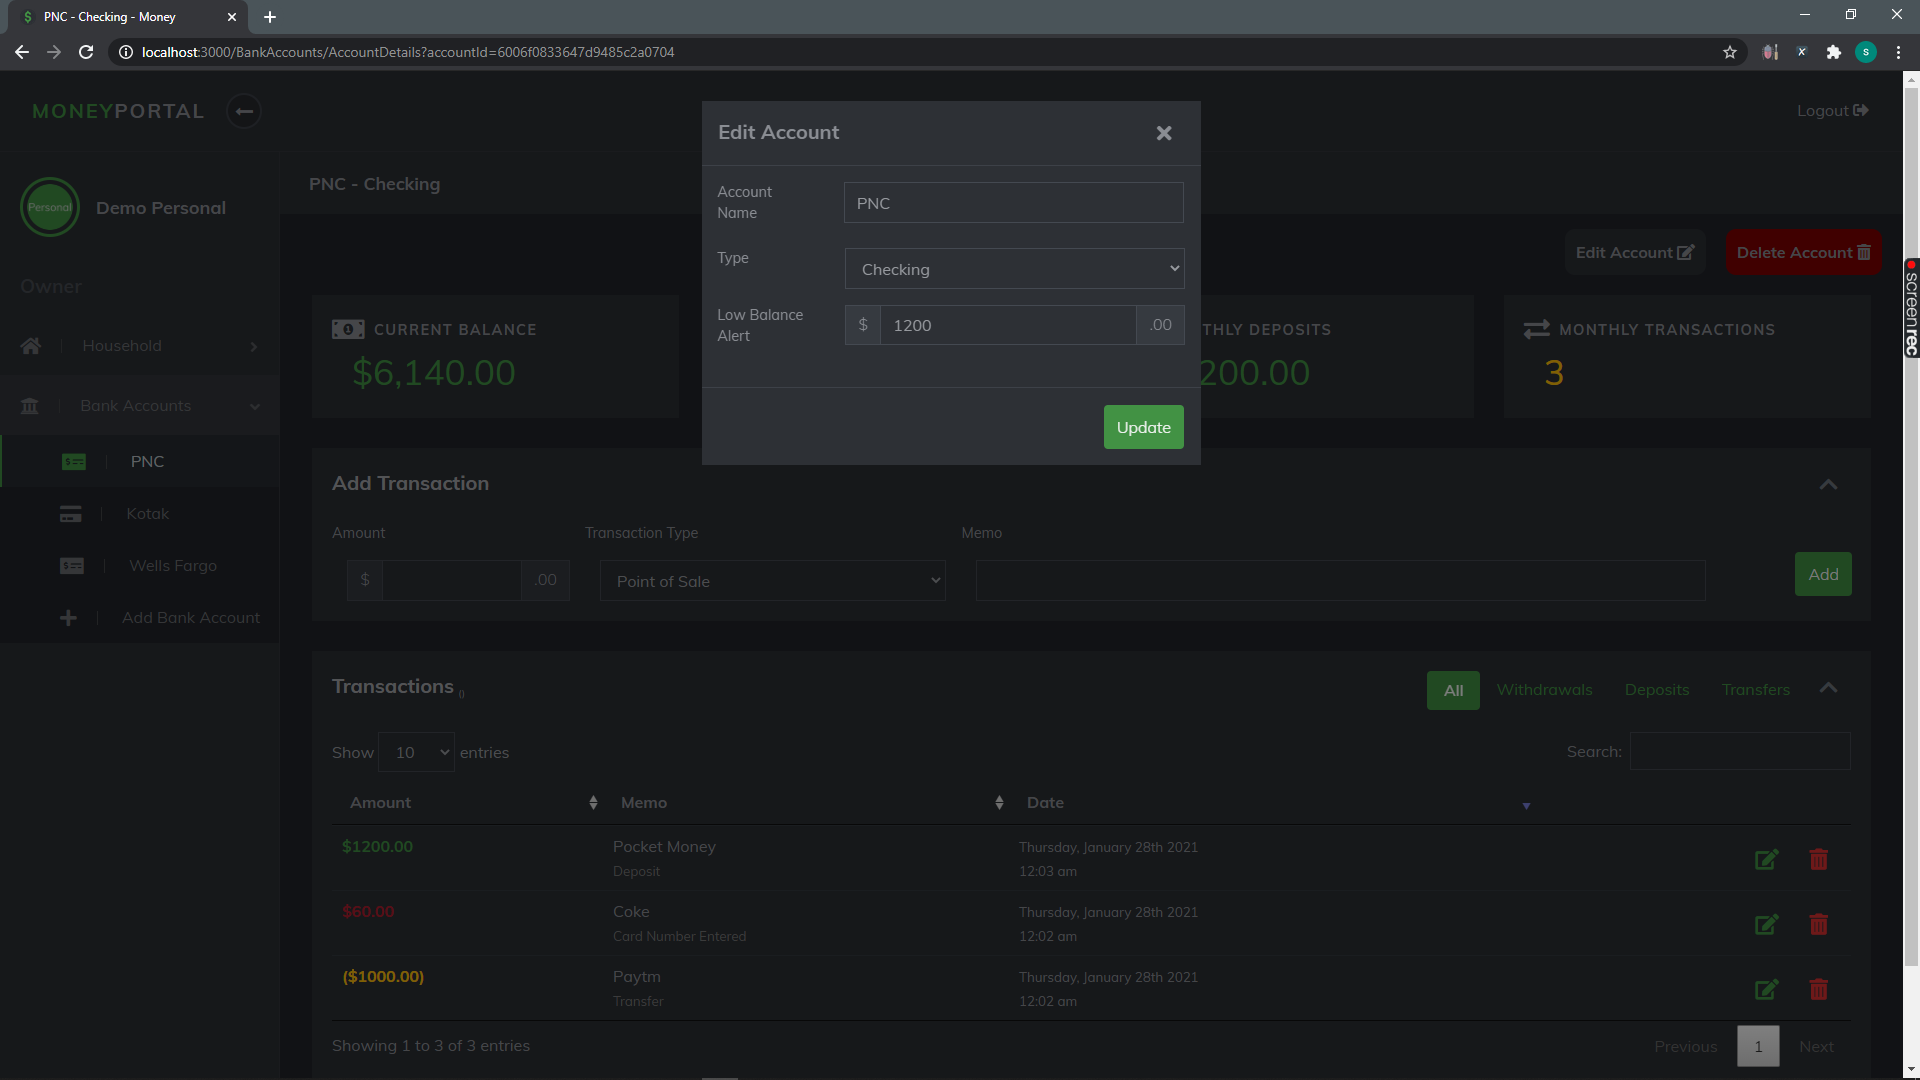 PNC - Checking - Money
localhost:3000/BankAccounts/AccountDetails?accountId=6006f0833647d9485c2a0704
S
MONEYPORTAL
Logout
Edit Account
Personal
Demo Personal
PNC - Checking
Account Name
PNC
Type
Checking
Low Balance Alert
$ 1200 .00
Update
Edit Account
Delete Account
Owner
Household
Bank Accounts
PNC
Kotak
Wells Fargo
Add Bank Account
CURRENT BALANCE
$6,140.00
THLY DEPOSITS
200.00
MONTHLY TRANSACTIONS
3
screenrec
Add Transaction
Amount Transaction Type Memo
$ .00 Point of Sale Add
Transactions ()
All Withdrawals Deposits Transfers
Show 10 entries
Search:
Amount Memo Date
$1200.00 Pocket Money Thursday, January 28th 2021
Deposit 12:03 am
$60.00 Coke Thursday, January 28th 2021
Card Number Entered 12:02 am
($1000.00) Paytm Thursday, January 28th 2021
Transfer 12:02 am
Showing 1 to 3 of 3 entries
Previous 1 Next